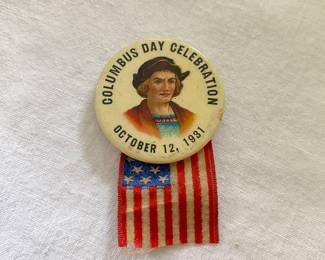 COLUMBUS DAY CELEBRATION
OCTOBER 12, 1931